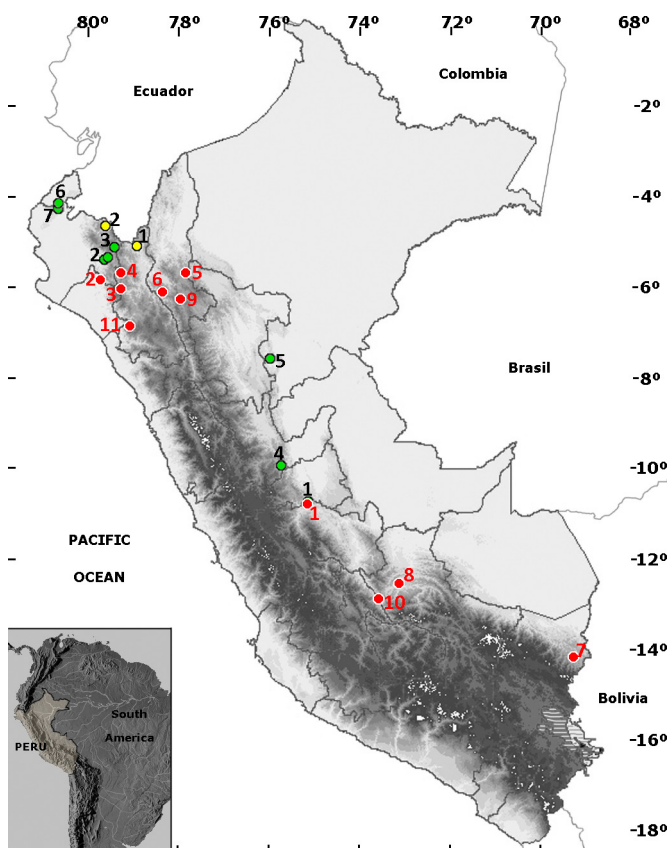 80º 78º 76º 74º 72º 70º 68º
Colombia
Ecuador
-2º
-4º
6
7
2
1
3
2
2
4
5
6
3
9
-6º
11
5
Brasil
-8º
4
-10º
1
1
PACIFIC
OCEAN
-12º
8
10
7
-14º
Bolivia
South
America
PERU
-16º
-18º